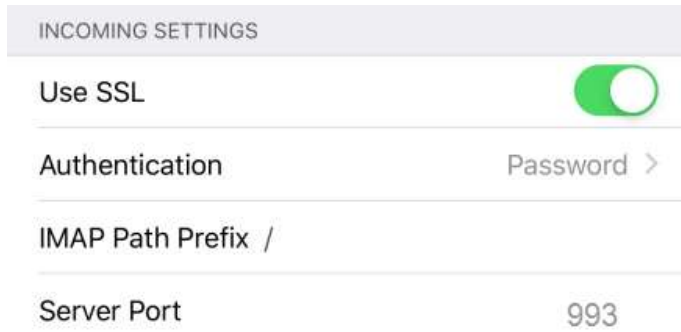 INCOMING SETTINGS
Use SSL
Authentication Password >
IMAP Path Prefix /
Server Port 993